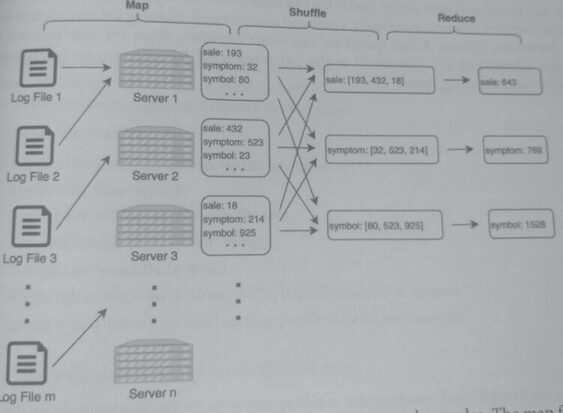 Map
Shuffle
Reduce
Log File 1
Server 1
sale: 193
symptom: 32
symbol: 80
...
sale: [193, 432, 18]
sale: 643
Log File 2
Server 2
sale: 432
symptom: 523
symbol: 23
...
symptom: [32, 523, 214]
symptom: 769
Log File 3
Server 3
sale: 18
symptom: 214
symbol: 925
...
symbol: [80, 523, 925]
symbol: 1528
Log File m
Server n
The map